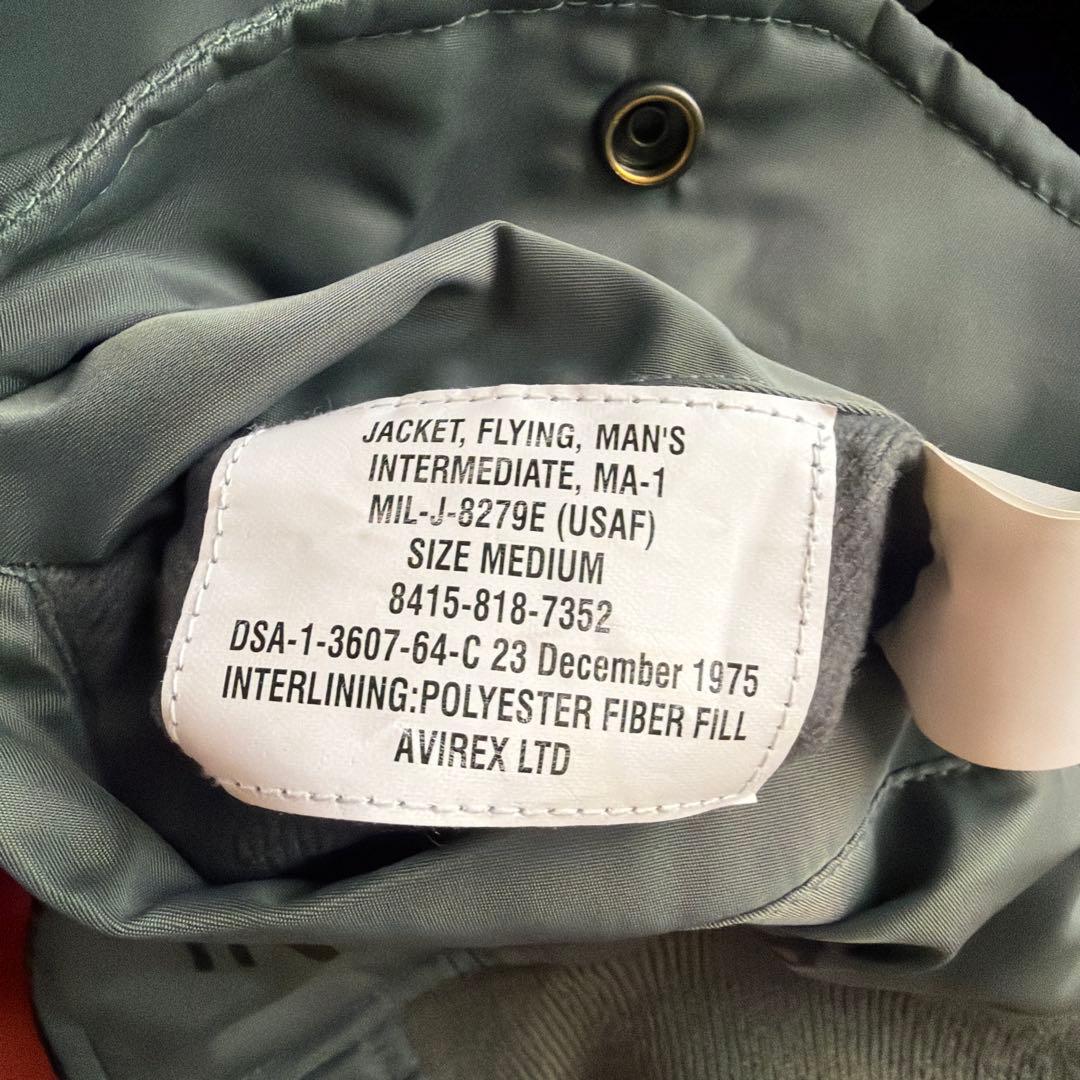 JACKET, FLYING, MAN'S
INTERMEDIATE, MA-1
MIL-J-8279E (USAF)
SIZE MEDIUM
8415-818-7352
DSA-1-3607-64-C 23 December 1975
INTERLINING:POLYESTER FIBER FILL
AVIREX LTD